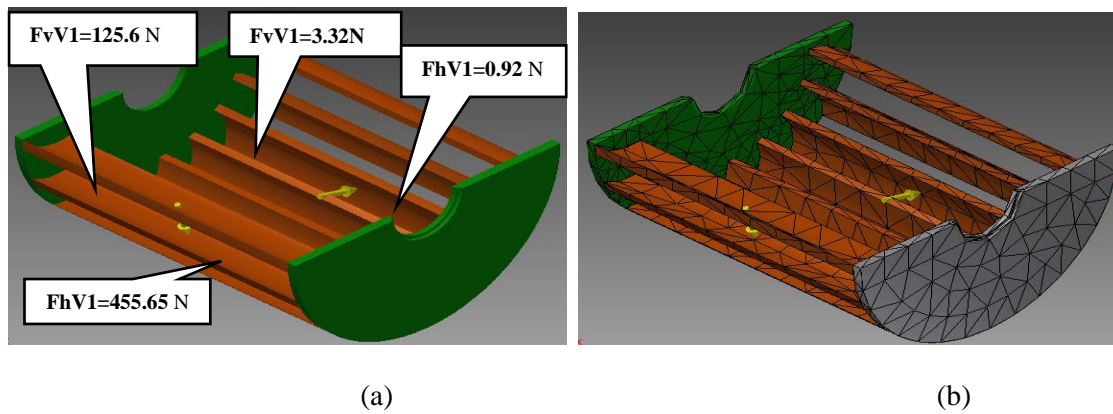 FvV1=125.6 N
FvV1=3.32N
FhV1=0.92 N
FhV1=455.65 N
(a)
(b)